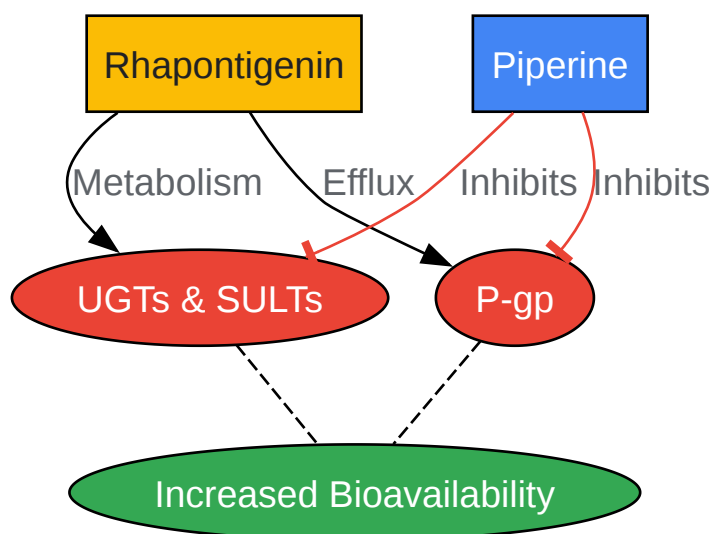 Rhapontigenin
Piperine
Metabolism
Efflux
Inhibits
Inhibits
UGTs & SULTs
P-gp
Increased Bioavailability